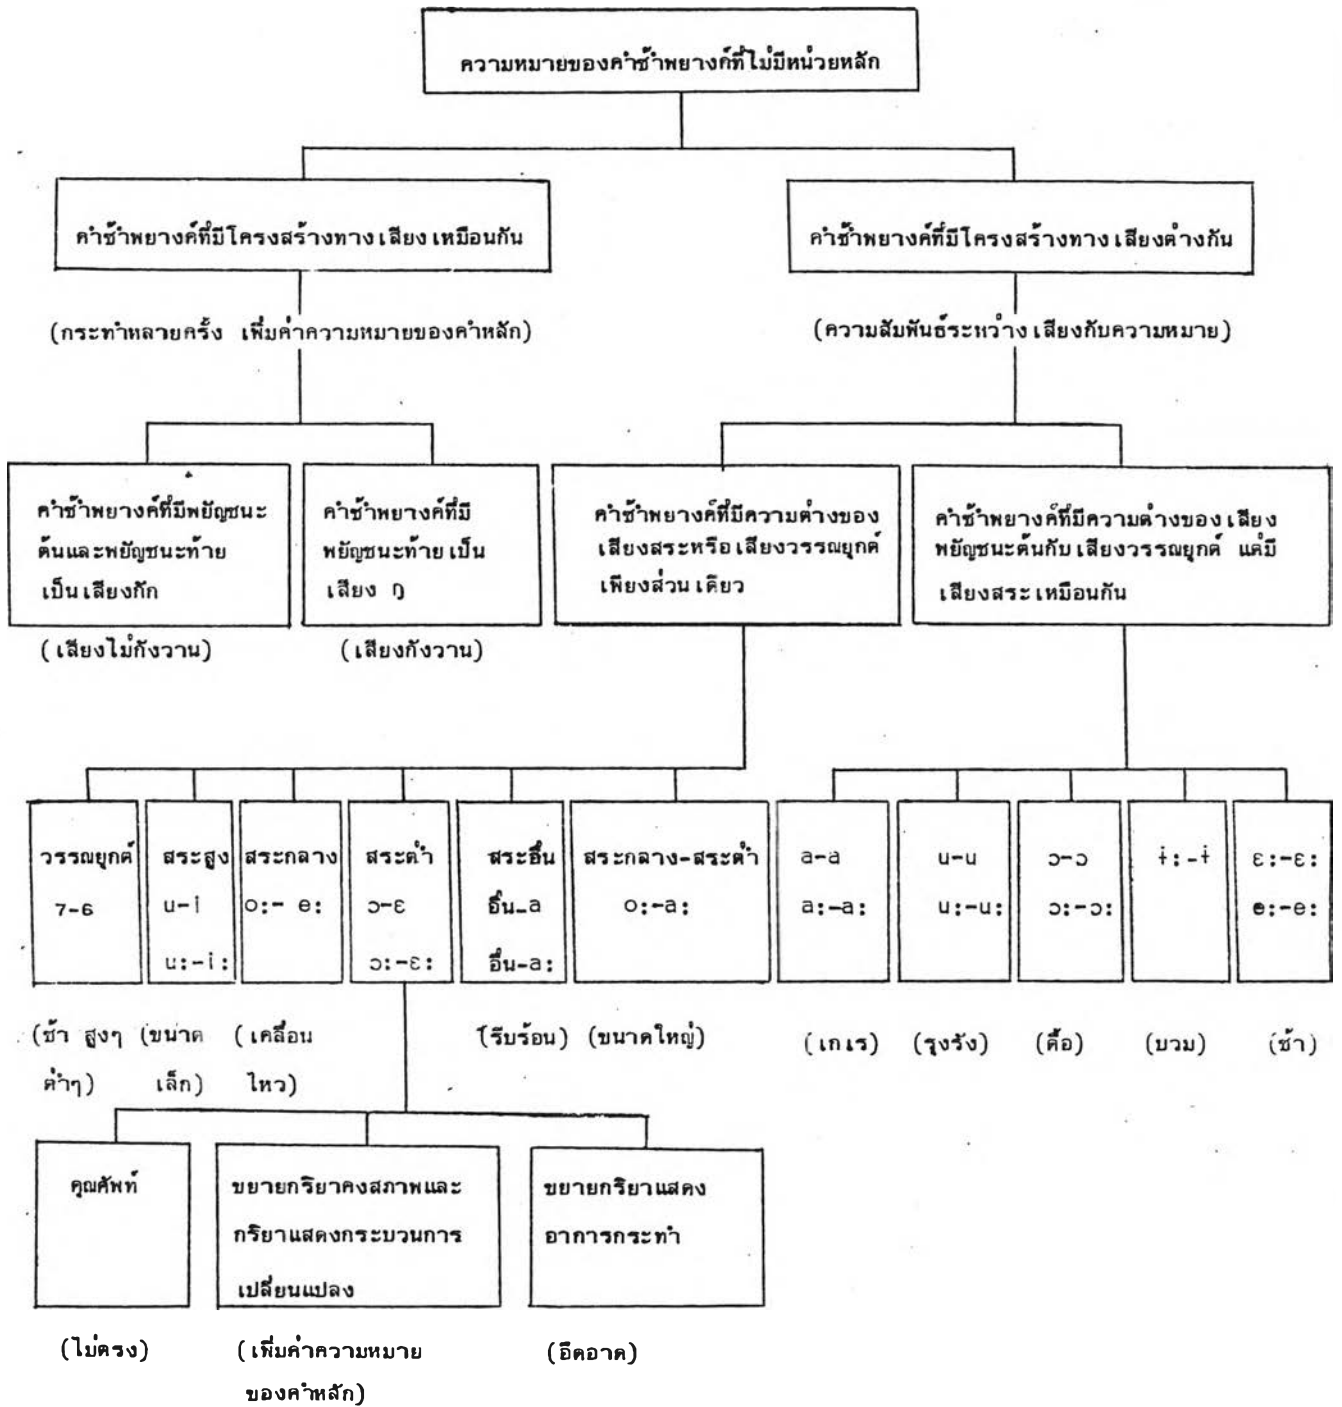 ความหมายของคำซ้ำพยางค์ที่ไม่มีหน่วยหลัก
คำซ้ำพยางค์ที่มีโครงสร้างทางเสียงเหมือนกัน
คำซ้ำพยางค์ที่มีโครงสร้างทางเสียงต่างกัน
(กระทำหลายครั้ง เพิ่มค่าความหมายของคำหลัก)
(ความสัมพันธ์ระหว่างเสียงกับความหมาย)
คำซ้ำพยางค์ที่มีพยัญชนะ
ต้นและพยัญชนะท้าย
เป็นเสียงกัก
(เสียงไม่กังวาน)
คำซ้ำพยางค์ที่มี
พยัญชนะท้ายเป็น
เสียง ŋ
(เสียงกังวาน)
คำซ้ำพยางค์ที่มีความต่างของ
เสียงสระหรือเสียงวรรณยุกต์
เพียงส่วนเดียว
คำซ้ำพยางค์ที่มีความต่างของเสียง
พยัญชนะต้นกับเสียงวรรณยุกต์ แต่มี
เสียงสระเหมือนกัน
วรรณยุกต์
7-6
(ช้า สูงๆ
ต่ำๆ)
สระสูง
u-i
u:-i:
(ขนาด
เล็ก)
สระกลาง
o:- e:
(เคลื่อน
ไหว)
สระต่ำ
ɔ-ɛ
ɔ:-ɛ:
สระอื่น
อื่น-a
อื่น-a:
(รีบร้อน)
สระกลาง-สระต่ำ
o:-a:
(ขนาดใหญ่)
a-a
a:-a:
(เกเร)
u-u
u:-u:
(รุงรัง)
ɔ-ɔ
ɔ:-ɔ:
(ดื้อ)
ɨ:-ɨ
(บวม)
ɛ:-ɛ:
e:-e:
(ช้า)
คุณศัพท์
(ไม่ตรง)
ขยายกริยาคงสภาพและ
กริยาแสดงกระบวนการ
เปลี่ยนแปลง
(เพิ่มค่าความหมาย
ของคำหลัก)
ขยายกริยาแสดง
อาการกระทำ
(อืดอาด)